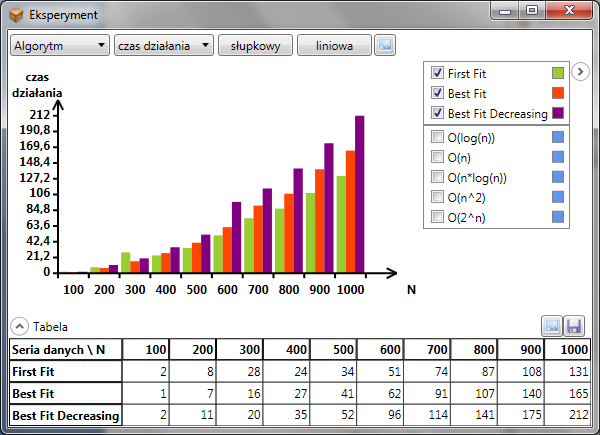 Eksperyment
Algorytm czas działania słupkowy liniowa
czas
działania
212
190,8
169,6
148,4
127,2
106
84,8
63,6
42,4
21,2
0
100 200 300 400 500 600 700 800 900 1000 N
First Fit
Best Fit
Best Fit Decreasing
O(log(n))
O(n)
O(n*log(n))
O(n^2)
O(2^n)
Tabela
Seria danych \ N 100 200 300 400 500 600 700 800 900 1000
First Fit 2 8 28 24 34 51 74 87 108 131
Best Fit 1 7 16 27 41 62 91 107 140 165
Best Fit Decreasing 2 11 20 35 52 96 114 141 175 212